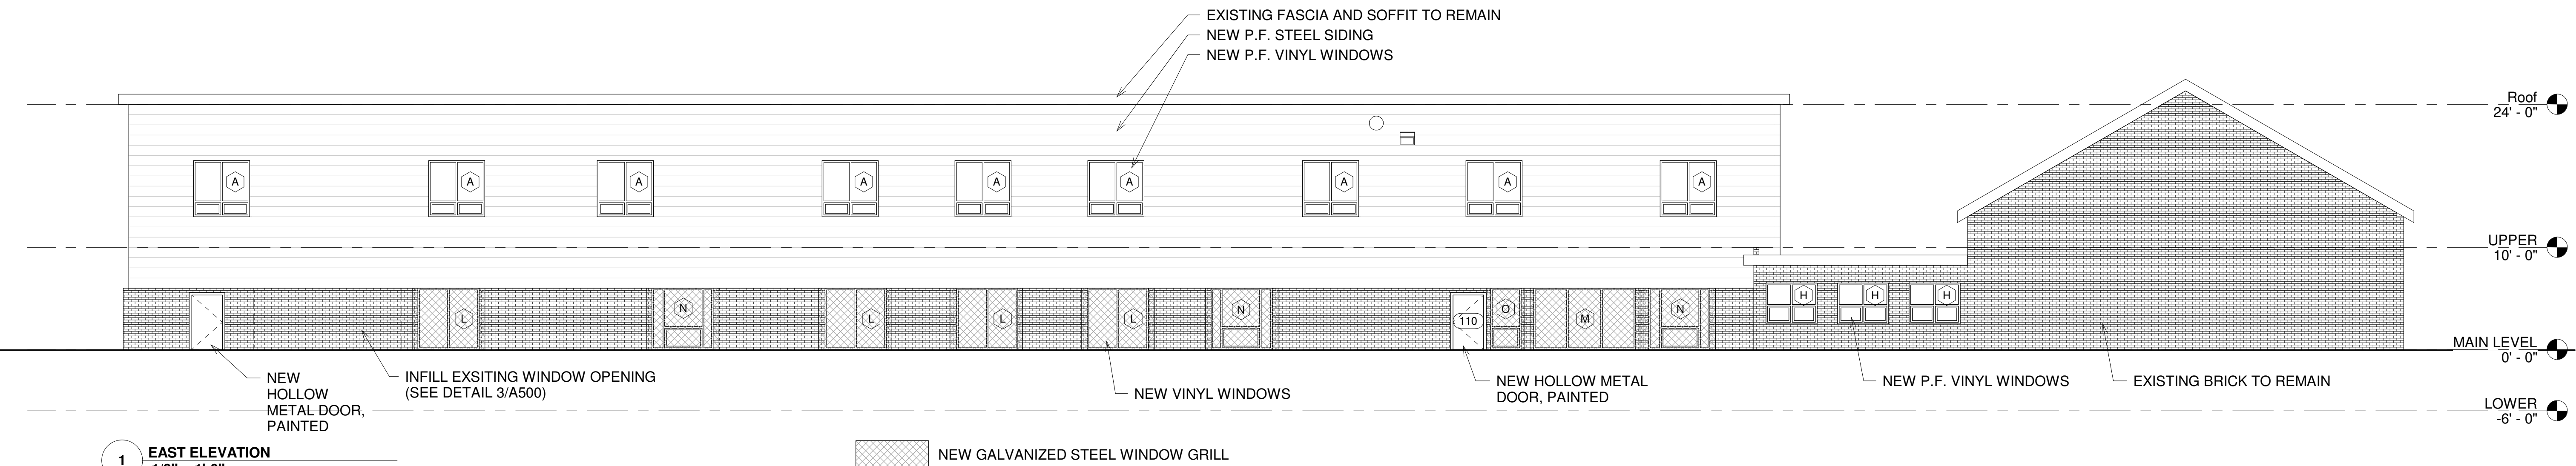 EXISTING FASCIA AND SOFFIT TO REMAIN
NEW P.F. STEEL SIDING
NEW P.F. VINYL WINDOWS
Roof
24' - 0"
A A A A A A A A A
UPPER
10' - 0"
H H H
L N L L L N O M N
110
MAIN LEVEL
0' - 0"
NEW
HOLLOW
METAL DOOR,
PAINTED
INFILL EXSITING WINDOW OPENING
(SEE DETAIL 3/A500)
NEW VINYL WINDOWS
NEW HOLLOW METAL
DOOR, PAINTED
NEW P.F. VINYL WINDOWS
EXISTING BRICK TO REMAIN
LOWER
-6' - 0"
1
EAST ELEVATION
NEW GALVANIZED STEEL WINDOW GRILL